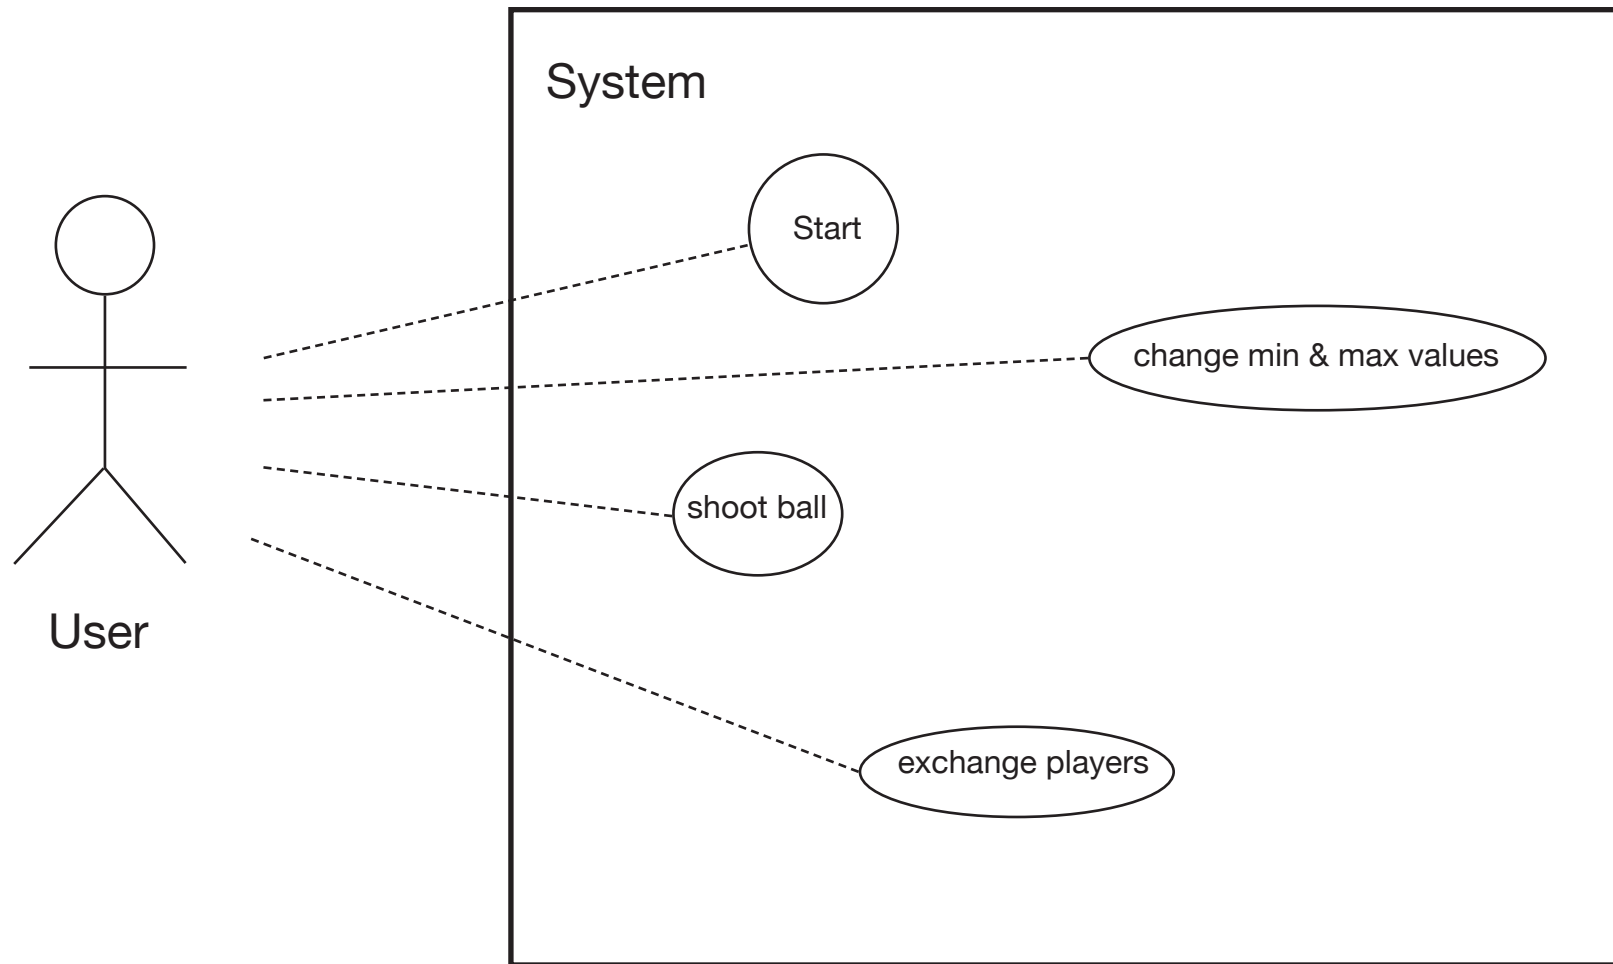 System
Start
change min & max values
shoot ball
User
exchange players